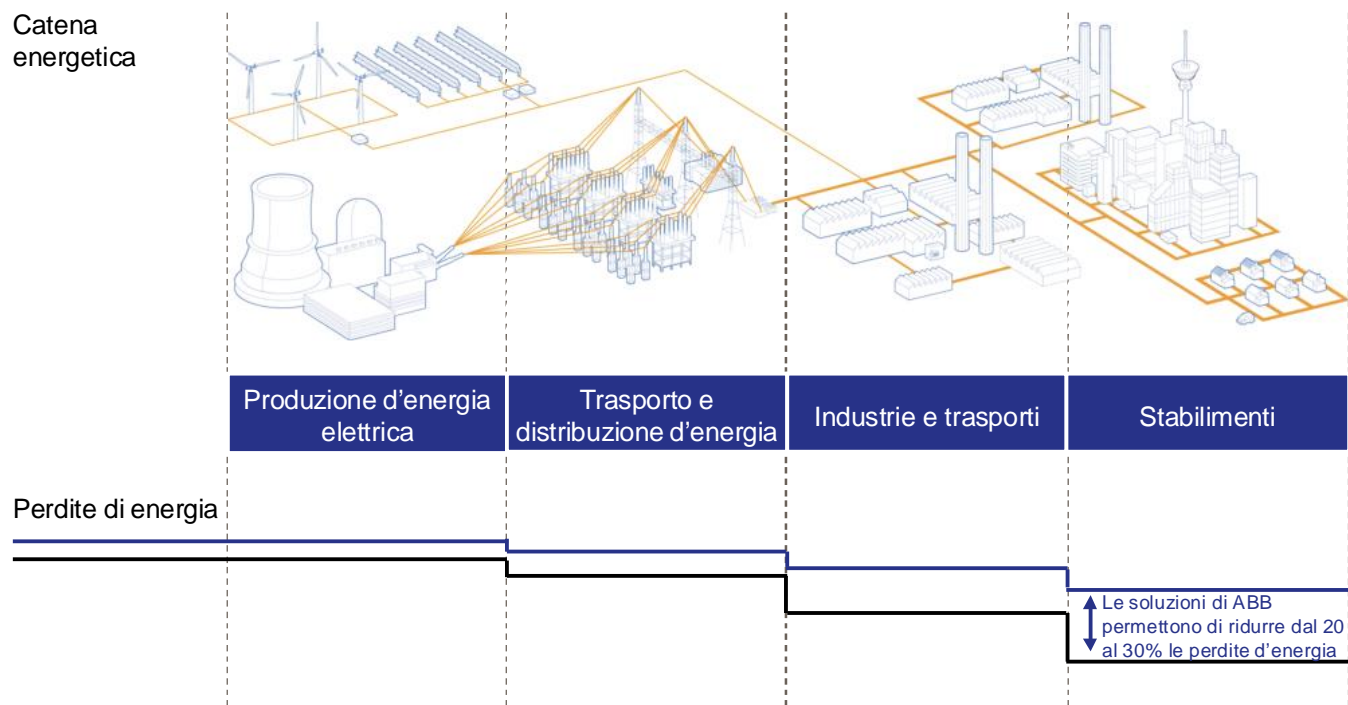 Catena
energetica
Produzione d’energia
elettrica
Trasporto e
distribuzione d’energia
Industrie e trasporti
Stabilimenti
Perdite di energia
Le soluzioni di ABB
permettono di ridurre dal 20
al 30% le perdite d’energia